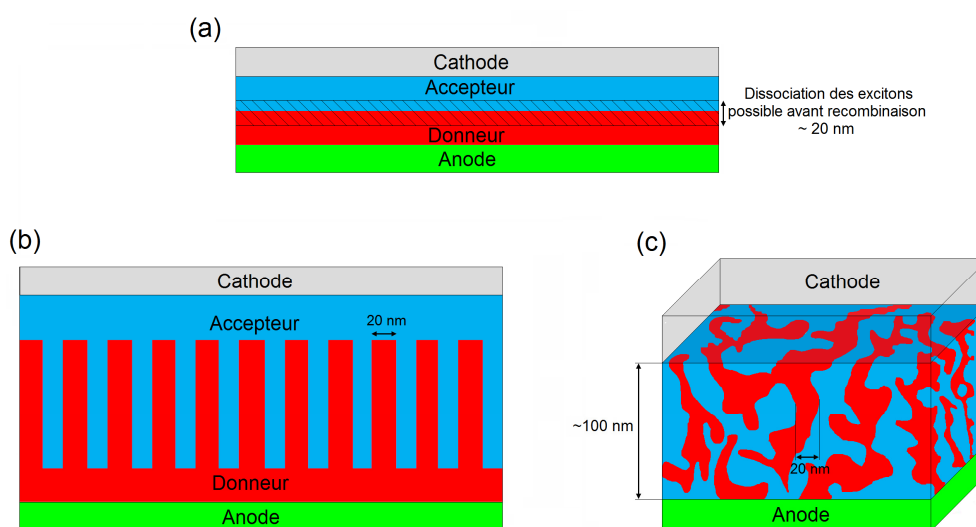 (a)
Cathode
Accepteur
Donneur
Anode
Dissociation des excitons
possible avant recombinaison
~ 20 nm
(b)
Cathode
Accepteur
20 nm
Donneur
Anode
(c)
Cathode
~100 nm
20 nm
Anode